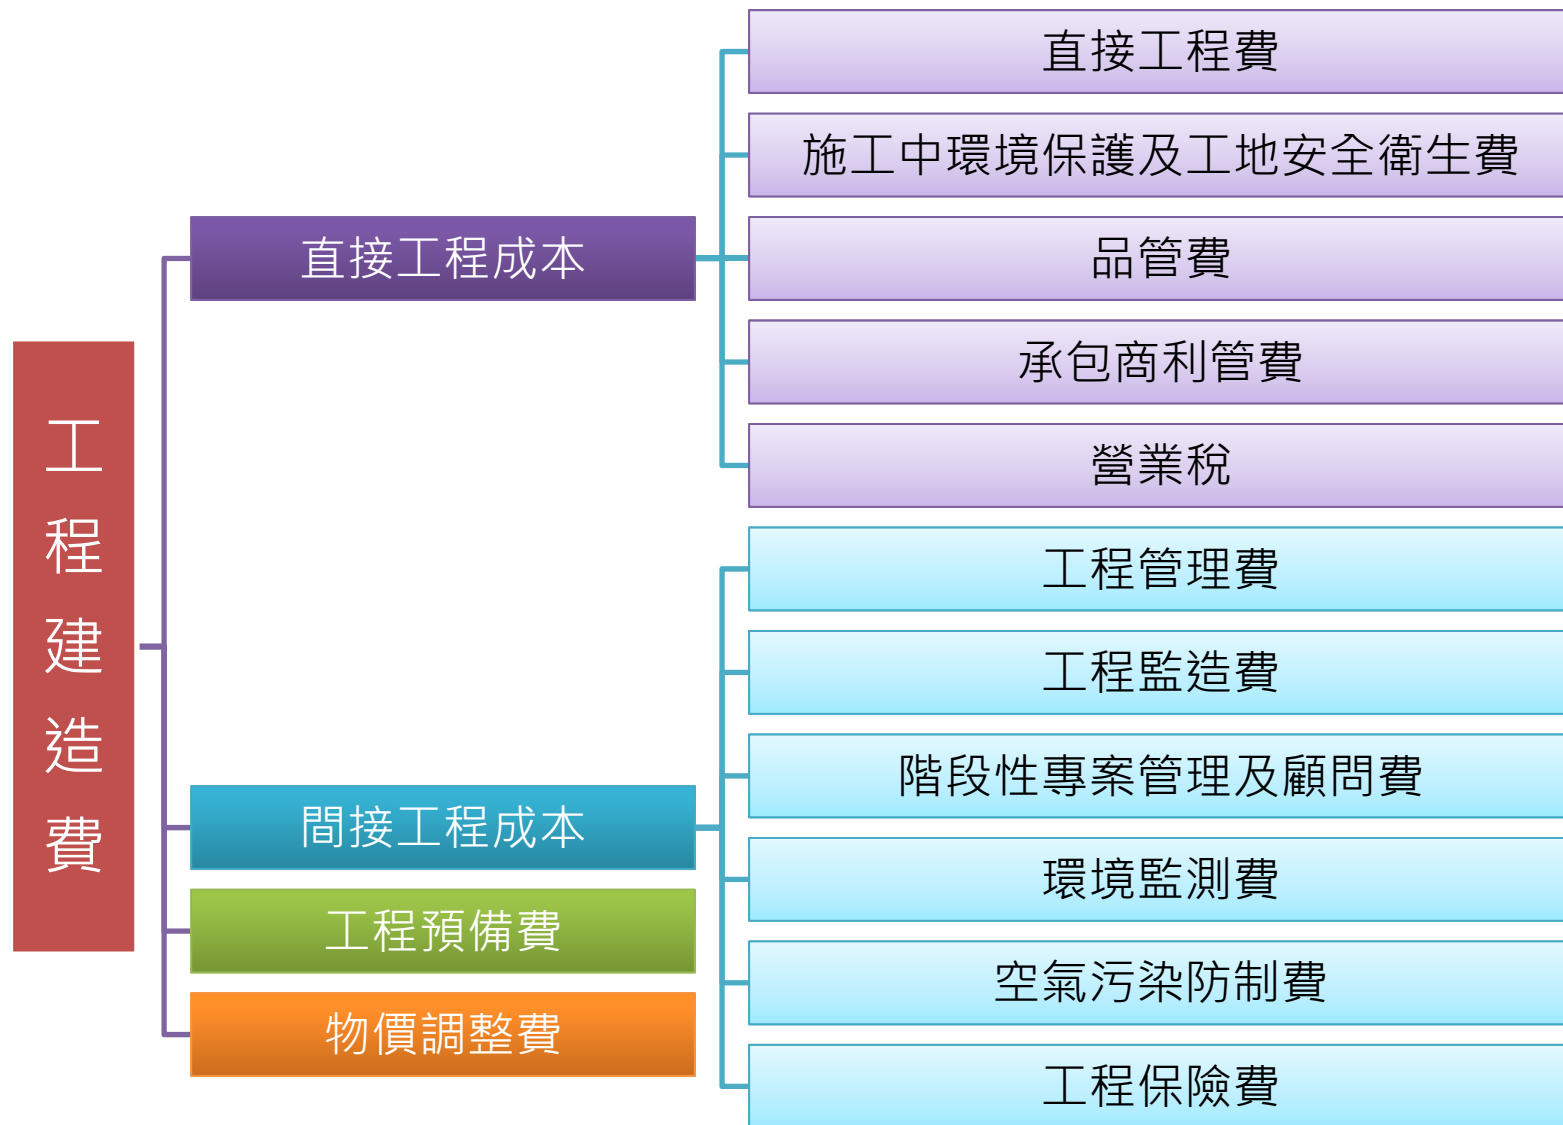 工程建造費
直接工程成本
直接工程費
施工中環境保護及工地安全衛生費
品管費
承包商利管費
營業稅
間接工程成本
工程管理費
工程監造費
階段性專案管理及顧問費
環境監測費
空氣污染防制費
工程保險費
工程預備費
物價調整費